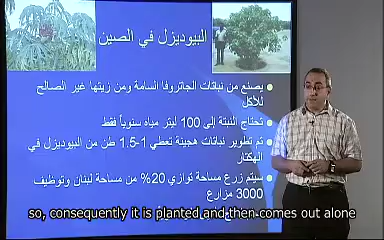 البيوديزل في الصين
يصنع من نباتات الجاتروفا السامة ومن زيتها غير الصالح
للأكل
تحتاج النبتة إلى 100 ليتر مياه سنوياً فقط
تم تطوير نباتات هجينة تعطي 1-1.5 طن من البيوديزل في
الهكتار
سيتم زرع مساحة توازي 20% من مساحة لبنان وتوظيف
3000 مزارع
so, consequently it is planted and then comes out alone